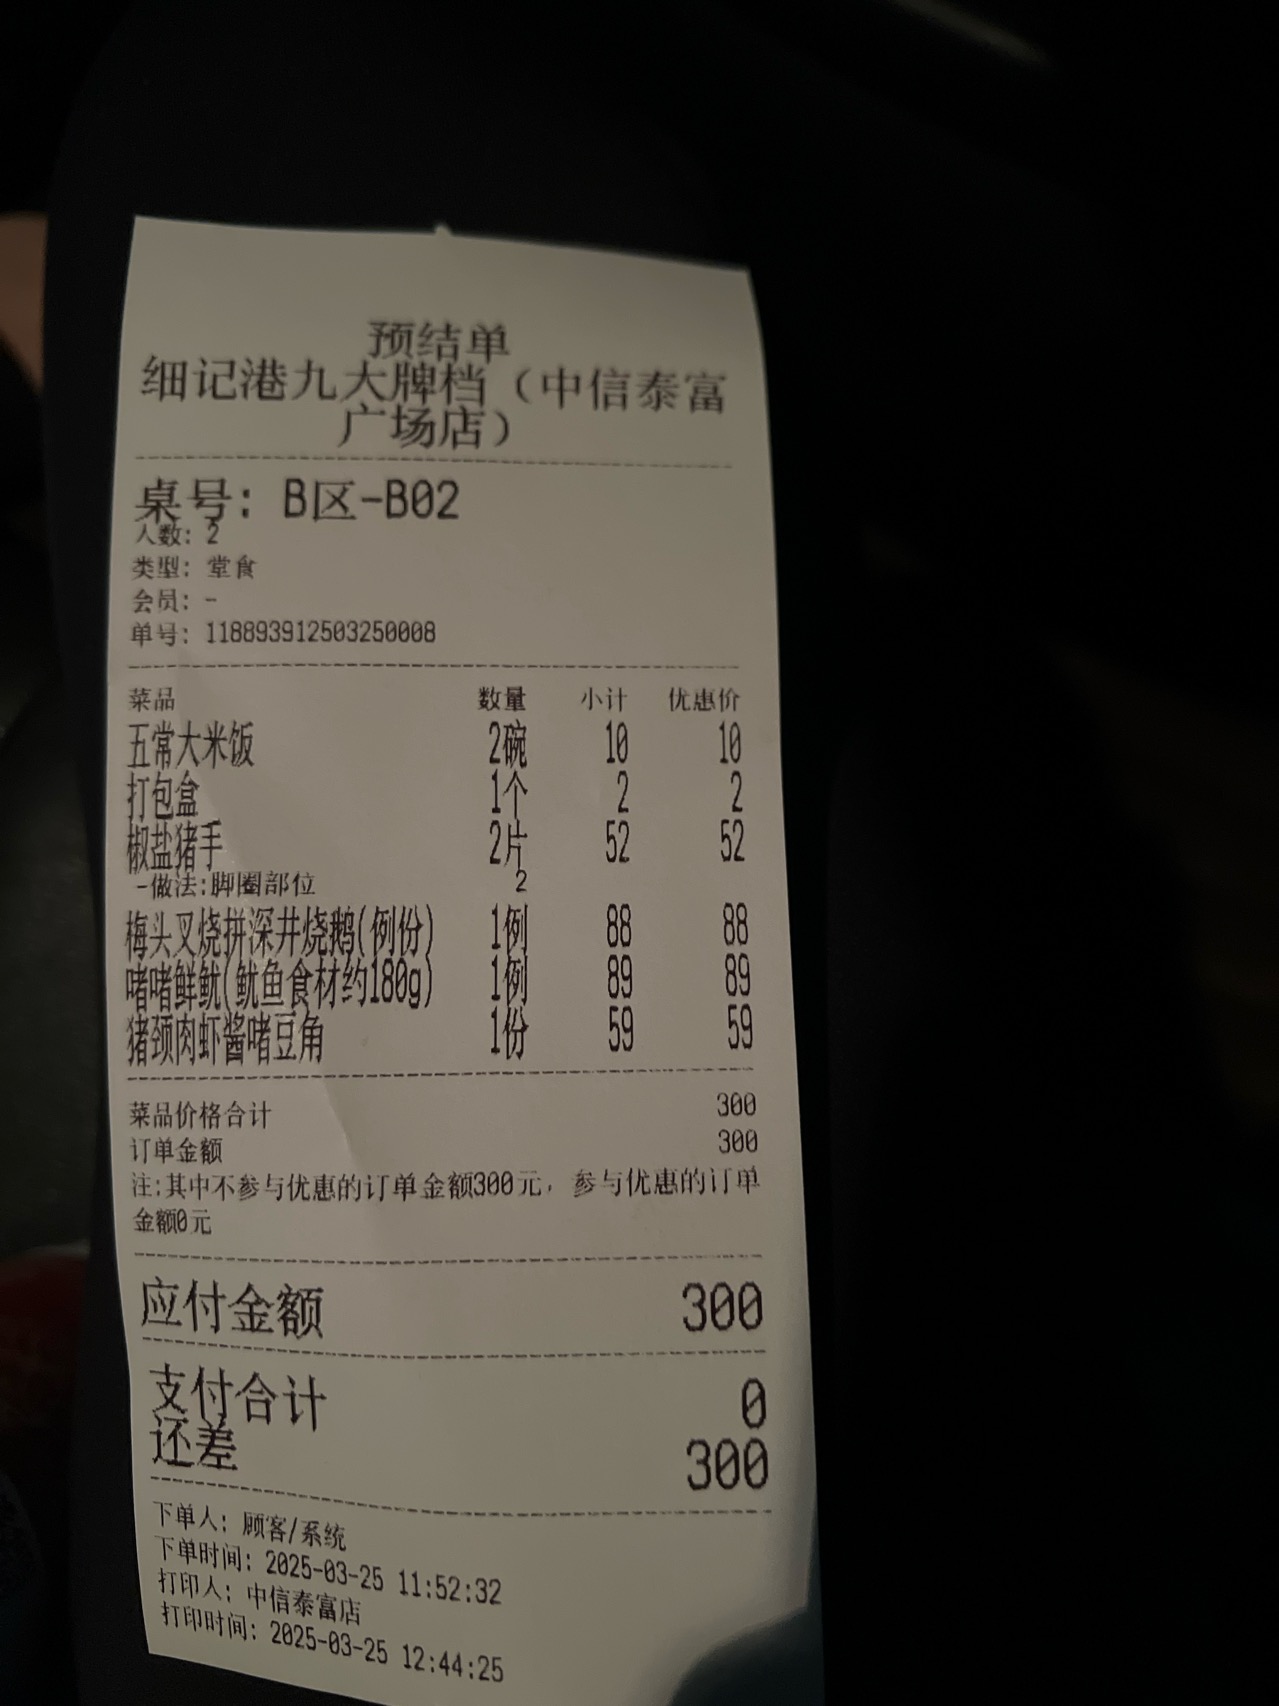 预结单
细记港九大牌档（中信泰富
广场店）
桌号：B区-B02
人数：2
类型：堂食
会员：-
单号：118893912503250008
菜品 数量 小计 优惠价
五常大米饭 2碗 10 10
打包盒 1个 2 2
椒盐猪手 2片 52 52
-做法:脚圈部位 2
梅头叉烧拼深井烧鹅(例份) 1例 88 88
啫啫鲜鱿(鱿鱼食材约180g) 1例 89 89
猪颈肉虾酱啫豆角 1份 59 59
菜品价格合计 300
订单金额 300
注:其中不参与优惠的订单金额300元，参与优惠的订单
金额0元
应付金额 300
支付合计 0
还差 300
下单人：顾客/系统
下单时间：2025-03-25 11:52:32
打印人：中信泰富店
打印时间：2025-03-25 12:44:25